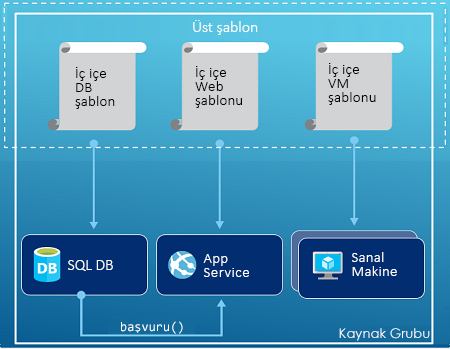 Üst şablon
İç içe
DB
şablon
İç içe
Web
şablonu
İç içe
VM
şablonu
DB
SQL DB
App
Service
Sanal
Makine
başvuru()
Kaynak Grubu